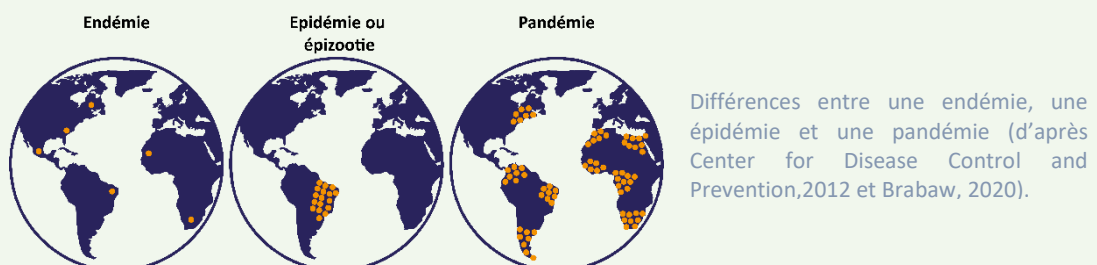 Endémie
Epidémie ou
épizootie
Pandémie
Différences entre une endémie, une
épidémie et une pandémie (d’après
Center for Disease Control and
Prevention,2012 et Brabaw, 2020).